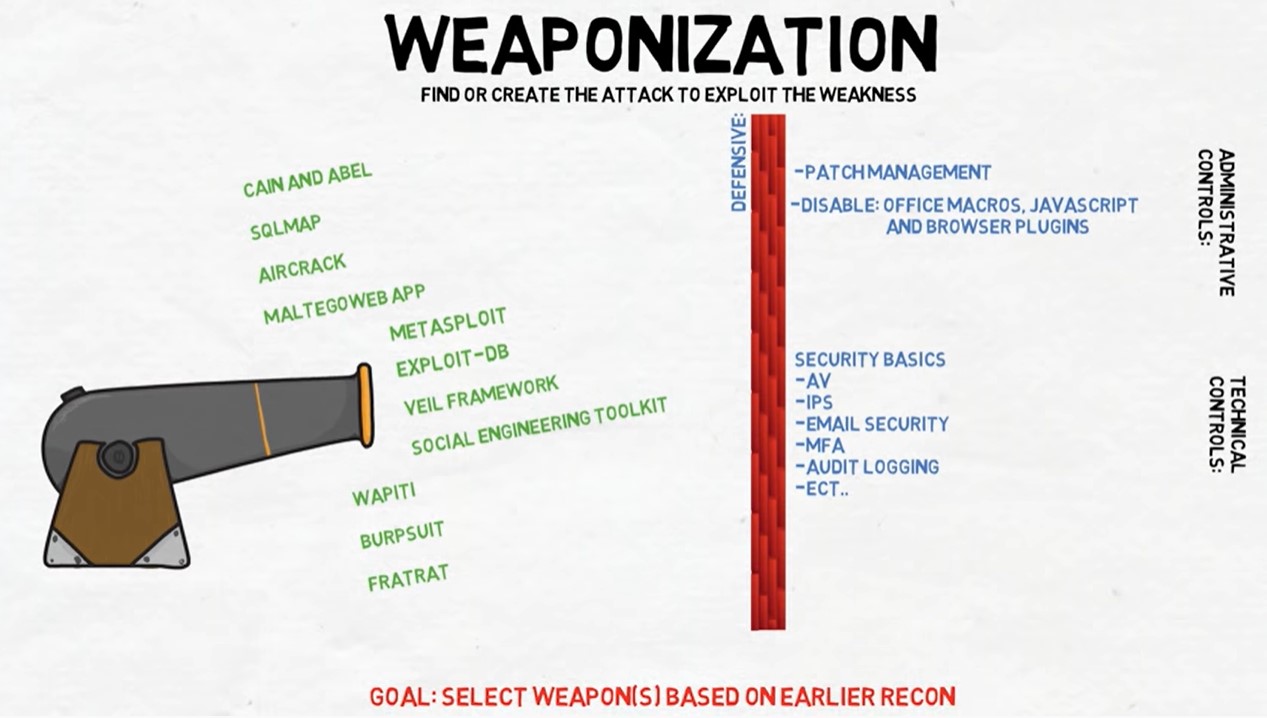 WEAPONIZATION
FIND OR CREATE THE ATTACK TO EXPLOIT THE WEAKNESS
CAIN AND ABEL
SQLMAP
AIRCRACK
MALTEGOWEB APP
METASPLOIT
EXPLOIT-DB
VEIL FRAMEWORK
SOCIAL ENGINEERING TOOLKIT
WAPITI
BURPSUIT
FRATRAT
DEFENSIVE:
-PATCH MANAGEMENT
-DISABLE: OFFICE MACROS, JAVASCRIPT
AND BROWSER PLUGINS
ADMINISTRATIVE
CONTROLS:
SECURITY BASICS
-AV
-IPS
-EMAIL SECURITY
-MFA
-AUDIT LOGGING
-ECT..
TECHNICAL
CONTROLS:
GOAL: SELECT WEAPON(S) BASED ON EARLIER RECON